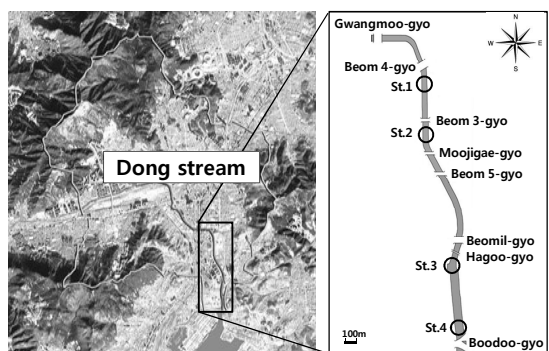 Dong stream
Gwangmoo-gyo
Beom 4-gyo
St.1
St.2
Beom 3-gyo
Moojigae-gyo
Beom 5-gyo
Beomil-gyo
Hagoo-gyo
St.3
St.4
Boodoo-gyo
100m
N
W
E
S